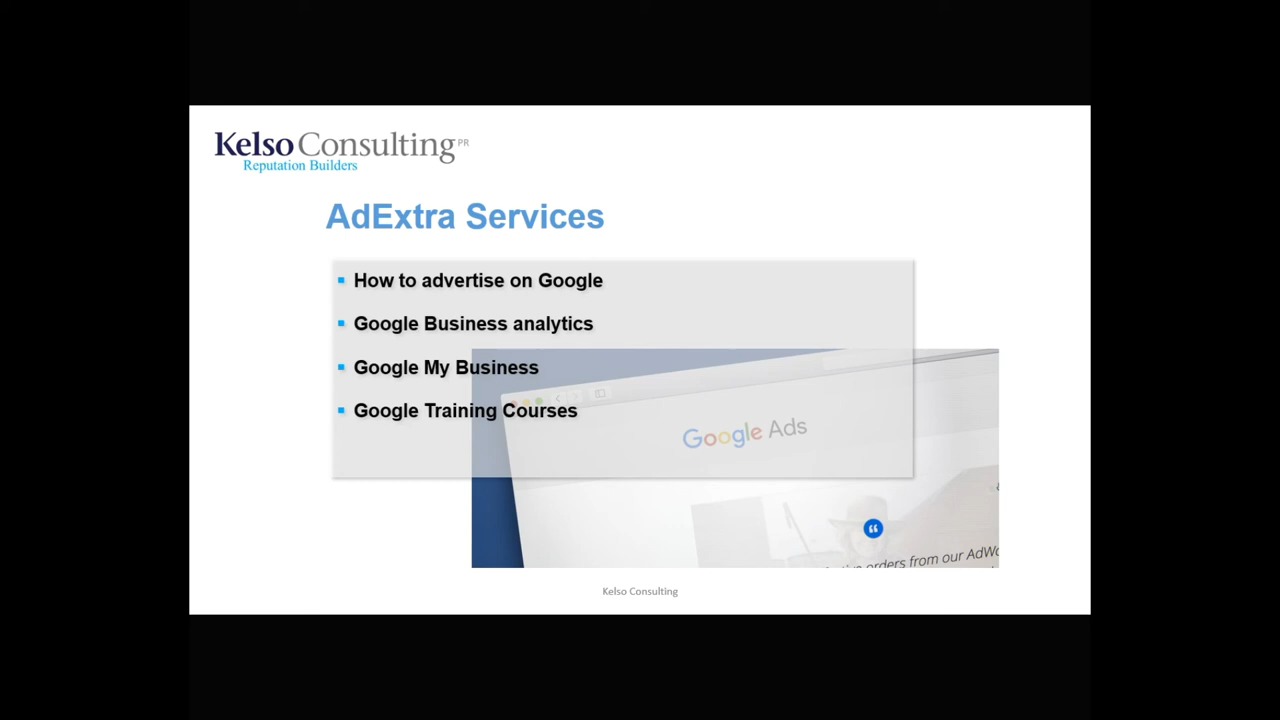 Kelso Consulting PR
Reputation Builders
AdExtra Services
How to advertise on Google
Google Business analytics
Google My Business
Google Training Courses
Google Ads
orders from our
Kelso Consulting